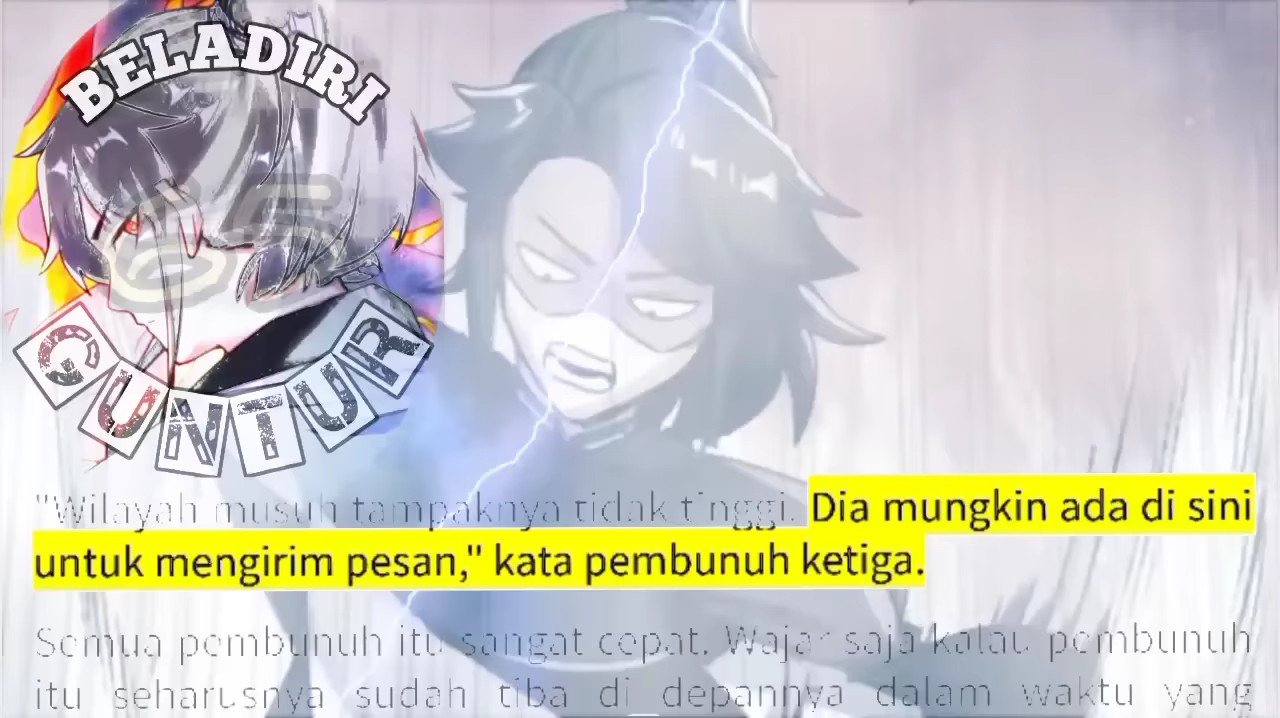 BELADIRI
GUNTUR
"Wilayah musuh tampaknya tidak tinggi. Dia mungkin ada di sini
untuk mengirim pesan," kata pembunuh ketiga.
Semua pembunuh itu sangat cepat. Wajar saja kalau pembunuh
itu seharusnya sudah tiba di depannya dalam waktu yang